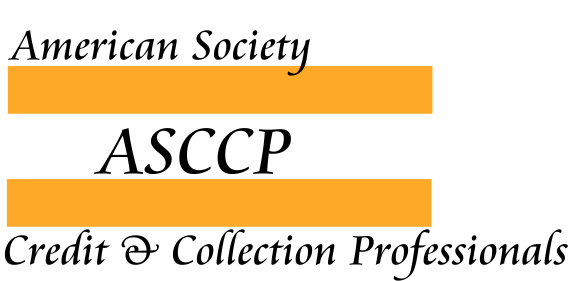 American Society
ASCCP
Credit & Collection Professionals